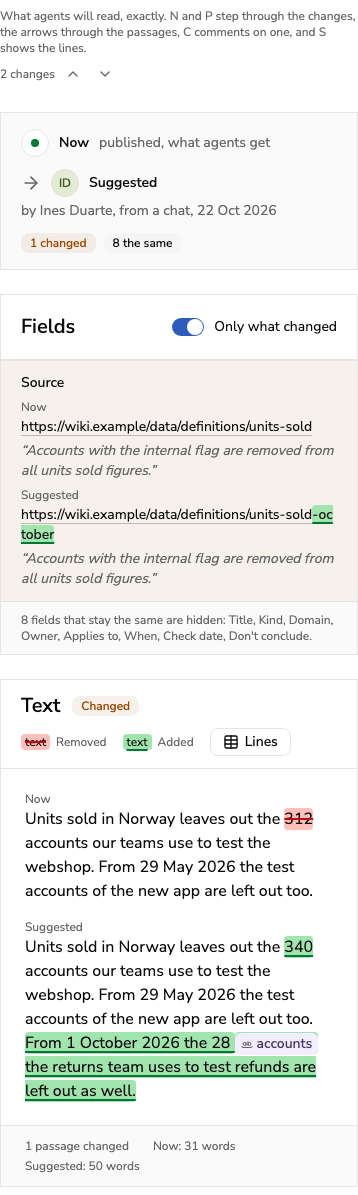 What agents will read, exactly. N and P step through the changes,
the arrows through the passages, C comments on one, and S
shows the lines.
2 changes
Now published, what agents get
ID Suggested
by Ines Duarte, from a chat, 22 Oct 2026
1 changed 8 the same
Fields Only what changed
Source
Now
https://wiki.example/data/definitions/units-sold
“Accounts with the internal flag are removed from
all units sold figures.”
Suggested
https://wiki.example/data/definitions/units-sold-oc
tober
“Accounts with the internal flag are removed from
all units sold figures.”
8 fields that stay the same are hidden: Title, Kind, Domain,
Owner, Applies to, When, Check date, Don't conclude.
Text Changed
text Removed text Added Lines
Now
Units sold in Norway leaves out the 312
accounts our teams use to test the
webshop. From 29 May 2026 the test
accounts of the new app are left out too.
Suggested
Units sold in Norway leaves out the 340
accounts our teams use to test the
webshop. From 29 May 2026 the test
accounts of the new app are left out too.
From 1 October 2026 the 28 accounts
the returns team uses to test refunds are
left out as well.
1 passage changed Now: 31 words
Suggested: 50 words